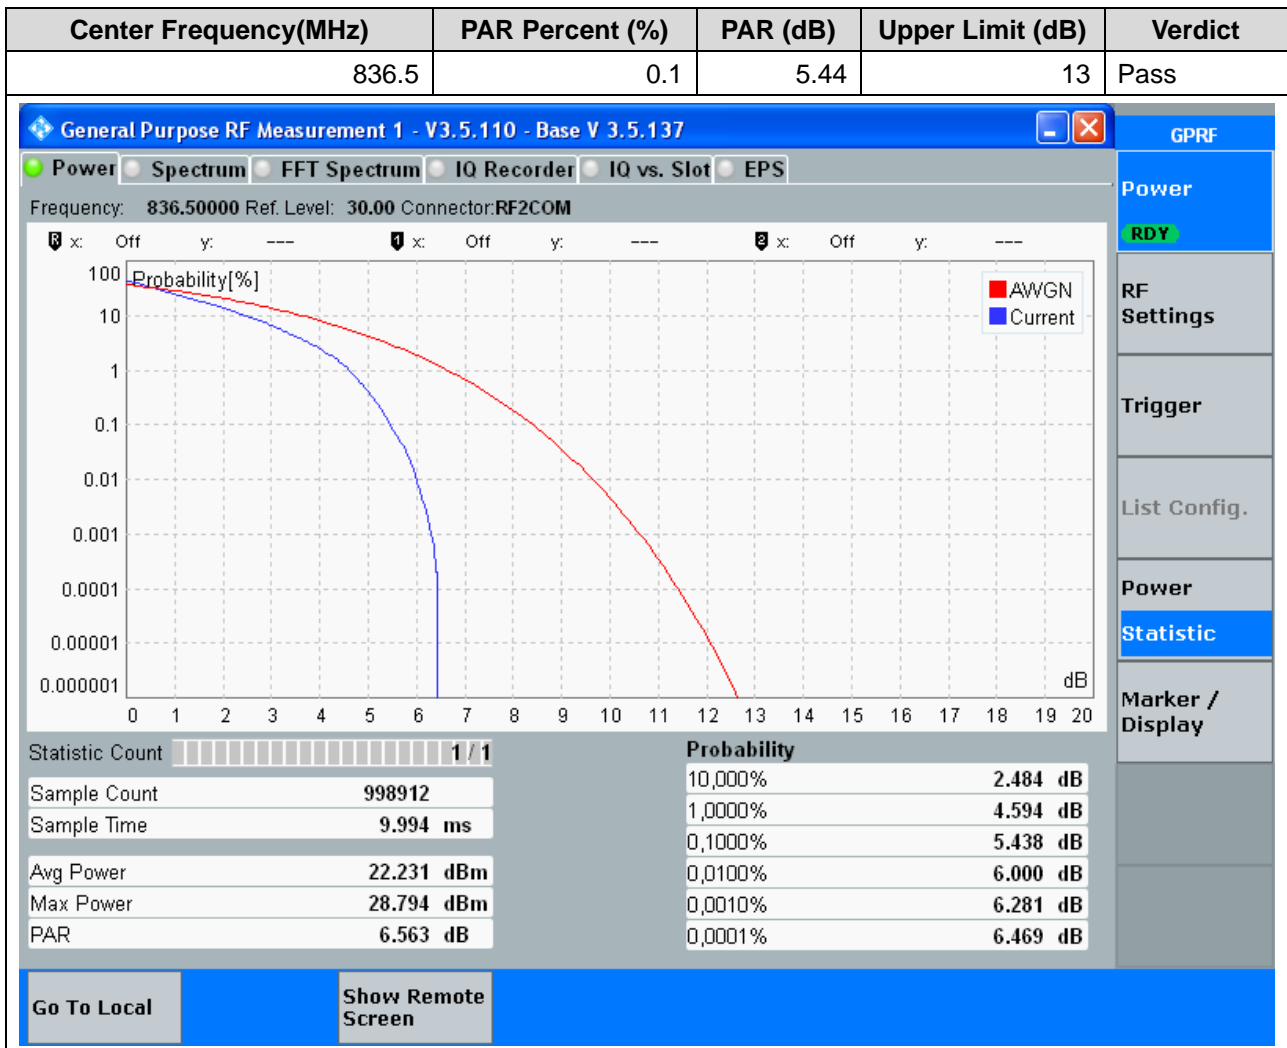 Center Frequency(MHz) PAR Percent (%) PAR (dB) Upper Limit (dB) Verdict
836.5 0.1 5.44 13 Pass
General Purpose RF Measurement 1 - V3.5.110 - Base V 3.5.137
GPRF
Power Spectrum FFT Spectrum IQ Recorder IQ vs. Slot EPS
Frequency: 836.50000 Ref. Level: 30.00 Connector:RF2COM
R x: Off y: --- 1 x: Off y: --- 2 x: Off y: ---
Probability[%]
AWGN
Current
100
10
1
0.1
0.01
0.001
0.0001
0.00001
0.000001
dB
0 1 2 3 4 5 6 7 8 9 10 11 12 13 14 15 16 17 18 19 20
Statistic Count 1 / 1
Sample Count 998912
Sample Time 9.994 ms
Avg Power 22.231 dBm
Max Power 28.794 dBm
PAR 6.563 dB
Probability
10,000% 2.484 dB
1,0000% 4.594 dB
0,1000% 5.438 dB
0,0100% 6.000 dB
0,0010% 6.281 dB
0,0001% 6.469 dB
Power
RDY
RF
Settings
Trigger
List Config.
Power
Statistic
Marker /
Display
Go To Local
Show Remote
Screen